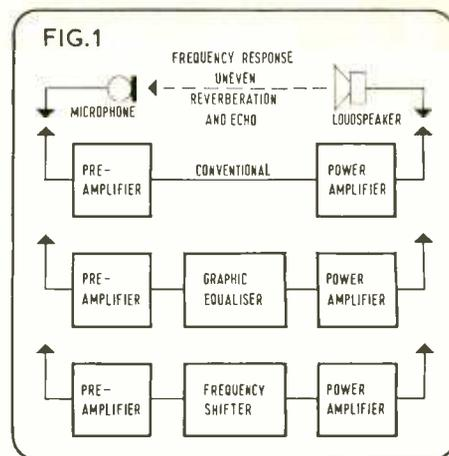 FIG.1
FREQUENCY RESPONSE
UNEVEN
REVERBERATION
AND ECHO
MICROPHONE
LOUDSPEAKER
PRE-
AMPLIFIER
CONVENTIONAL
POWER
AMPLIFIER
PRE-
AMPLIFIER
GRAPHIC
EQUALISER
POWER
AMPLIFIER
PRE-
AMPLIFIER
FREQUENCY
SHIFTER
POWER
AMPLIFIER